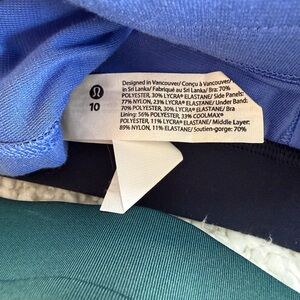 10
Designed in Vancouver/ Conçu à Vancouver/
in Sri Lanka/ Fabriqué au Sri Lanka/ Bra: 70%
POLYESTER, 30% LYCRA® ELASTANE/ Side Panels:
77% NYLON, 23% LYCRA® ELASTANE/ Under Band:
70% POLYESTER, 30% LYCRA® ELASTANE/
Lining: 56% POLYESTER, 33% COOLMAX®
POLYESTER, 11% LYCRA® ELASTANE/ Middle Layer:
89% NYLON, 11% ELASTANE/ Soutien-gorge: 70%